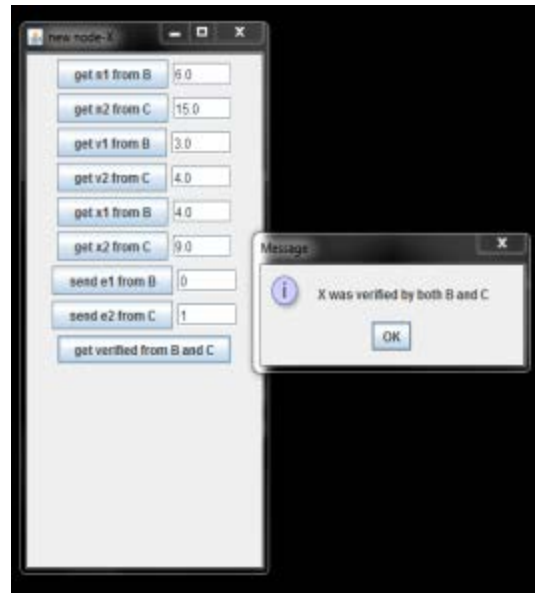 new node-X
get n1 from B 6.0
get n2 from C 15.0
get v1 from B 3.0
get v2 from C 4.0
get x1 from B 4.0
get x2 from C 9.0
send e1 from B 0
send e2 from C 1
get verified from B and C
Message
X was verified by both B and C
OK